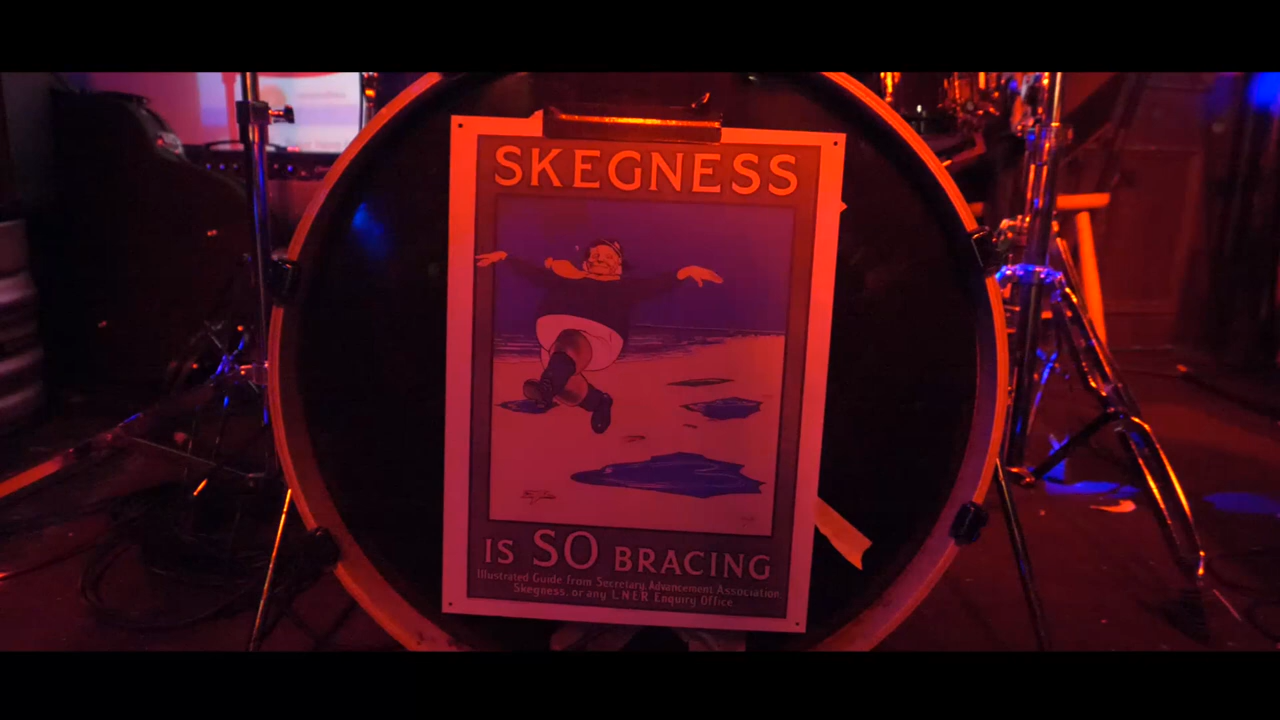 SKEGNESS
IS SO BRACING
Illustrated Guide from Secretary, Advancement Association,
Skegness, or any L.N.E.R Enquiry Office